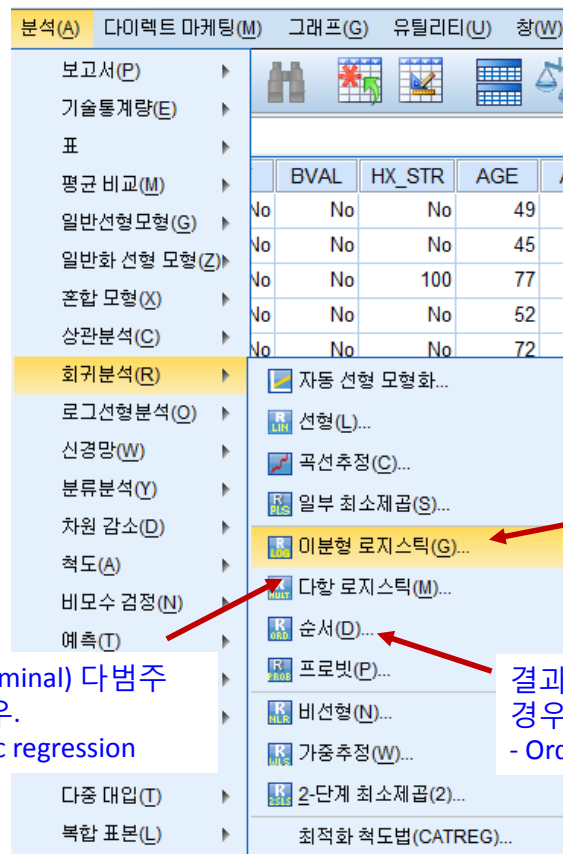 분석(A) 다이렉트 마케팅(M) 그래프(G) 유틸리티(U) 창(W)
보고서(P)
기술통계량(E)
표
평균 비교(M)
일반선형모형(G)
일반화 선형 모형(Z)
혼합 모형(X)
상관분석(C)
회귀분석(R)
로그선형분석(O)
신경망(W)
분류분석(Y)
차원 감소(D)
척도(A)
비모수 검정(N)
예측(T)
다중 대입(T)
복합 표본(L)
BVAL HX_STR AGE
No No No 49
No No No 45
No No 100 77
No No No 52
No No No 72
자동 선형 모형화...
선형(L)...
곡선추정(C)...
일부 최소제곱(S)...
이분형 로지스틱(G)...
다항 로지스틱(M)...
순서(D)...
프로빗(P)...
비선형(N)...
가중추정(W)...
2-단계 최소제곱(2)...
최적화 척도법(CATREG)...
minal) 다범주
우.
c regression
결과
경우
- Ord